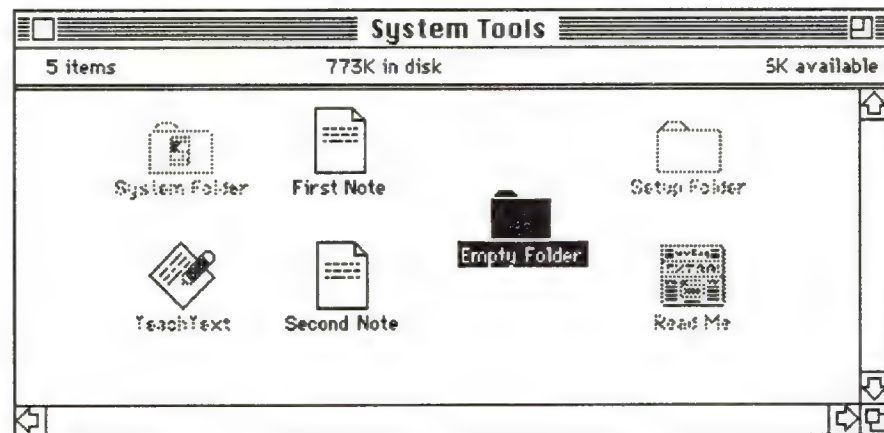 System Tools
5 items 773K in disk 5K available
System Folder First Note Setup Folder
Empty Folder
TeachText Second Note Read Me